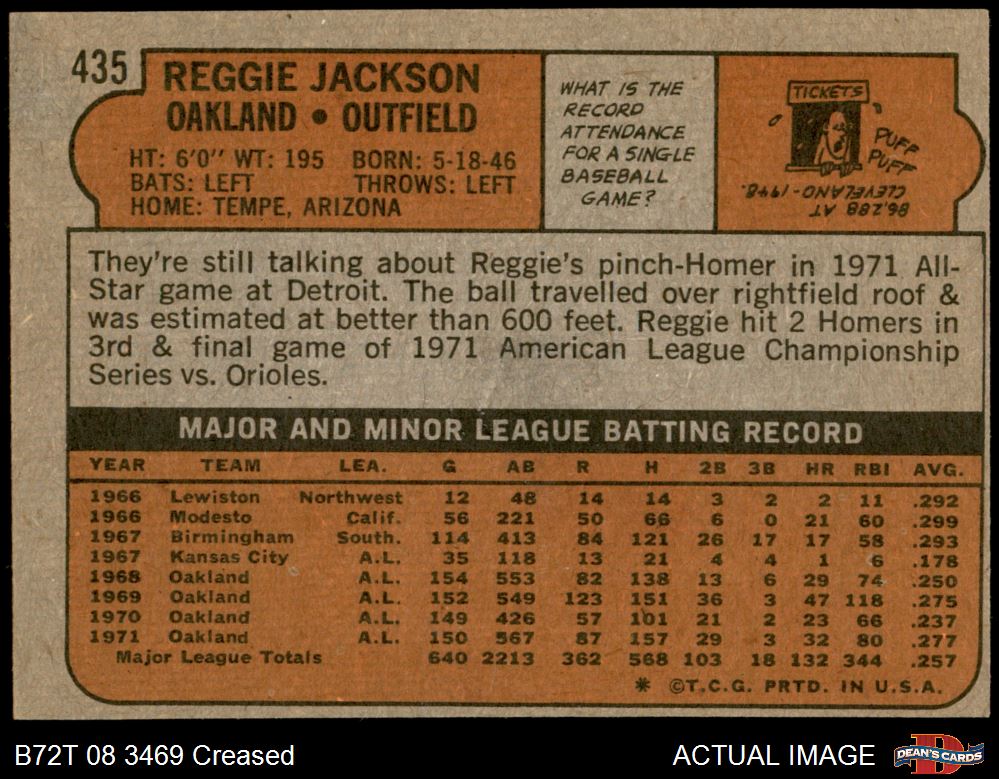 435
REGGIE JACKSON
OAKLAND • OUTFIELD
HT: 6'0" WT: 195 BORN: 5-18-46
BATS: LEFT THROWS: LEFT
HOME: TEMPE, ARIZONA
WHAT IS THE
RECORD
ATTENDANCE
FOR A SINGLE
BASEBALL
GAME?
TICKETS
PUFF
PUFF
86,288 AT
CLEVELAND-1948.
They're still talking about Reggie's pinch-Homer in 1971 All-
Star game at Detroit. The ball travelled over rightfield roof &
was estimated at better than 600 feet. Reggie hit 2 Homers in
3rd & final game of 1971 American League Championship
Series vs. Orioles.
MAJOR AND MINOR LEAGUE BATTING RECORD
YEAR TEAM LEA. G AB R H 2B 3B HR RBI AVG.
1966 Lewiston Northwest 12 48 14 14 3 2 2 11 .292
1966 Modesto Calif. 56 221 50 66 6 0 21 60 .299
1967 Birmingham South. 114 413 84 121 26 17 17 58 .293
1967 Kansas City A.L. 35 118 13 21 4 4 1 6 .178
1968 Oakland A.L. 154 553 82 138 13 6 29 74 .250
1969 Oakland A.L. 152 549 123 151 36 3 47 118 .275
1970 Oakland A.L. 149 426 57 101 21 2 23 66 .237
1971 Oakland A.L. 150 567 87 157 29 3 32 80 .277
Major League Totals 640 2213 362 568 103 18 132 344 .257
* ©T.C.G. PRTD. IN U.S.A.
B72T 08 3469 Creased
ACTUAL IMAGE
D
DEAN'S CARDS